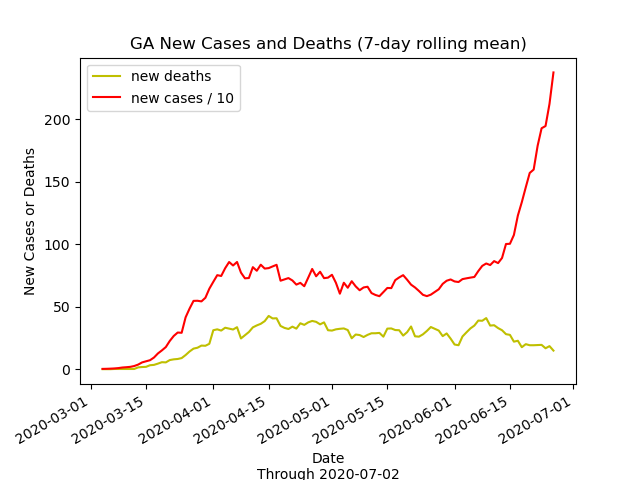 GA New Cases and Deaths (7-day rolling mean)
new deaths
new cases / 10
New Cases or Deaths
200
150
100
50
0
2020-03-01
2020-03-15
2020-04-01
2020-04-15
2020-05-01
2020-05-15
2020-06-01
2020-06-15
2020-07-01
Date
Through 2020-07-02